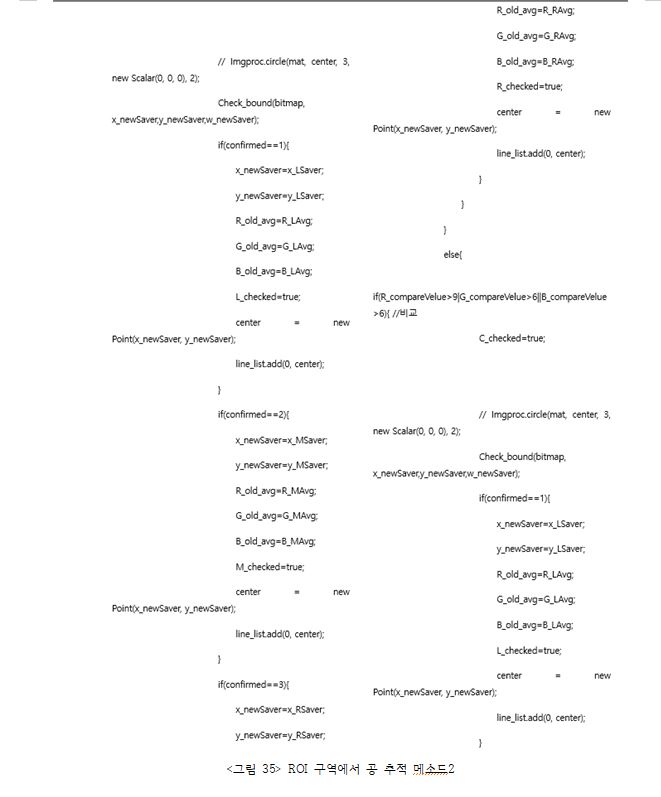 // Imgproc.circle(mat, center, 3,
new Scalar(0, 0, 0), 2);
Check_bound(bitmap,
x_newSaver,y_newSaver,w_newSaver);
if(confirmed==1){
x_newSaver=x_LSaver;
y_newSaver=y_LSaver;
R_old_avg=R_LAvg;
G_old_avg=G_LAvg;
B_old_avg=B_LAvg;
L_checked=true;
center = new
Point(x_newSaver, y_newSaver);
line_list.add(0, center);
}
if(confirmed==2){
x_newSaver=x_MSaver;
y_newSaver=y_MSaver;
R_old_avg=R_MAvg;
G_old_avg=G_MAvg;
B_old_avg=B_MAvg;
M_checked=true;
center = new
Point(x_newSaver, y_newSaver);
line_list.add(0, center);
}
if(confirmed==3){
x_newSaver=x_RSaver;
y_newSaver=y_RSaver;
R_old_avg=R_RAvg;
G_old_avg=G_RAvg;
B_old_avg=B_RAvg;
R_checked=true;
center = new
Point(x_newSaver, y_newSaver);
line_list.add(0, center);
}
}
}
else{
if(R_compareVelue>9|G_compareVelue>6||B_compareVelue
>6){ //비교
C_checked=true;
// Imgproc.circle(mat, center, 3,
new Scalar(0, 0, 0), 2);
Check_bound(bitmap,
x_newSaver,y_newSaver,w_newSaver);
if(confirmed==1){
x_newSaver=x_LSaver;
y_newSaver=y_LSaver;
R_old_avg=R_LAvg;
G_old_avg=G_LAvg;
B_old_avg=B_LAvg;
L_checked=true;
center = new
Point(x_newSaver, y_newSaver);
line_list.add(0, center);
}
<그림 35> ROI 구역에서 공 추적 메소드2